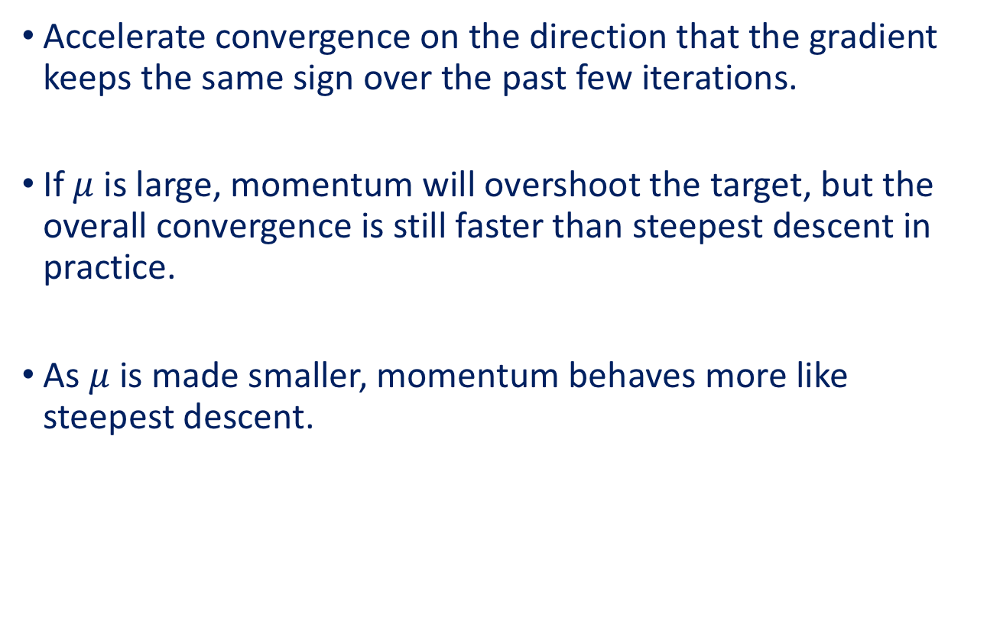 • Accelerate convergence on the direction that the gradient
keeps the same sign over the past few iterations.
• If 𝜇 is large, momentum will overshoot the target, but the
overall convergence is still faster than steepest descent in
practice.
• As 𝜇 is made smaller, momentum behaves more like
steepest descent.